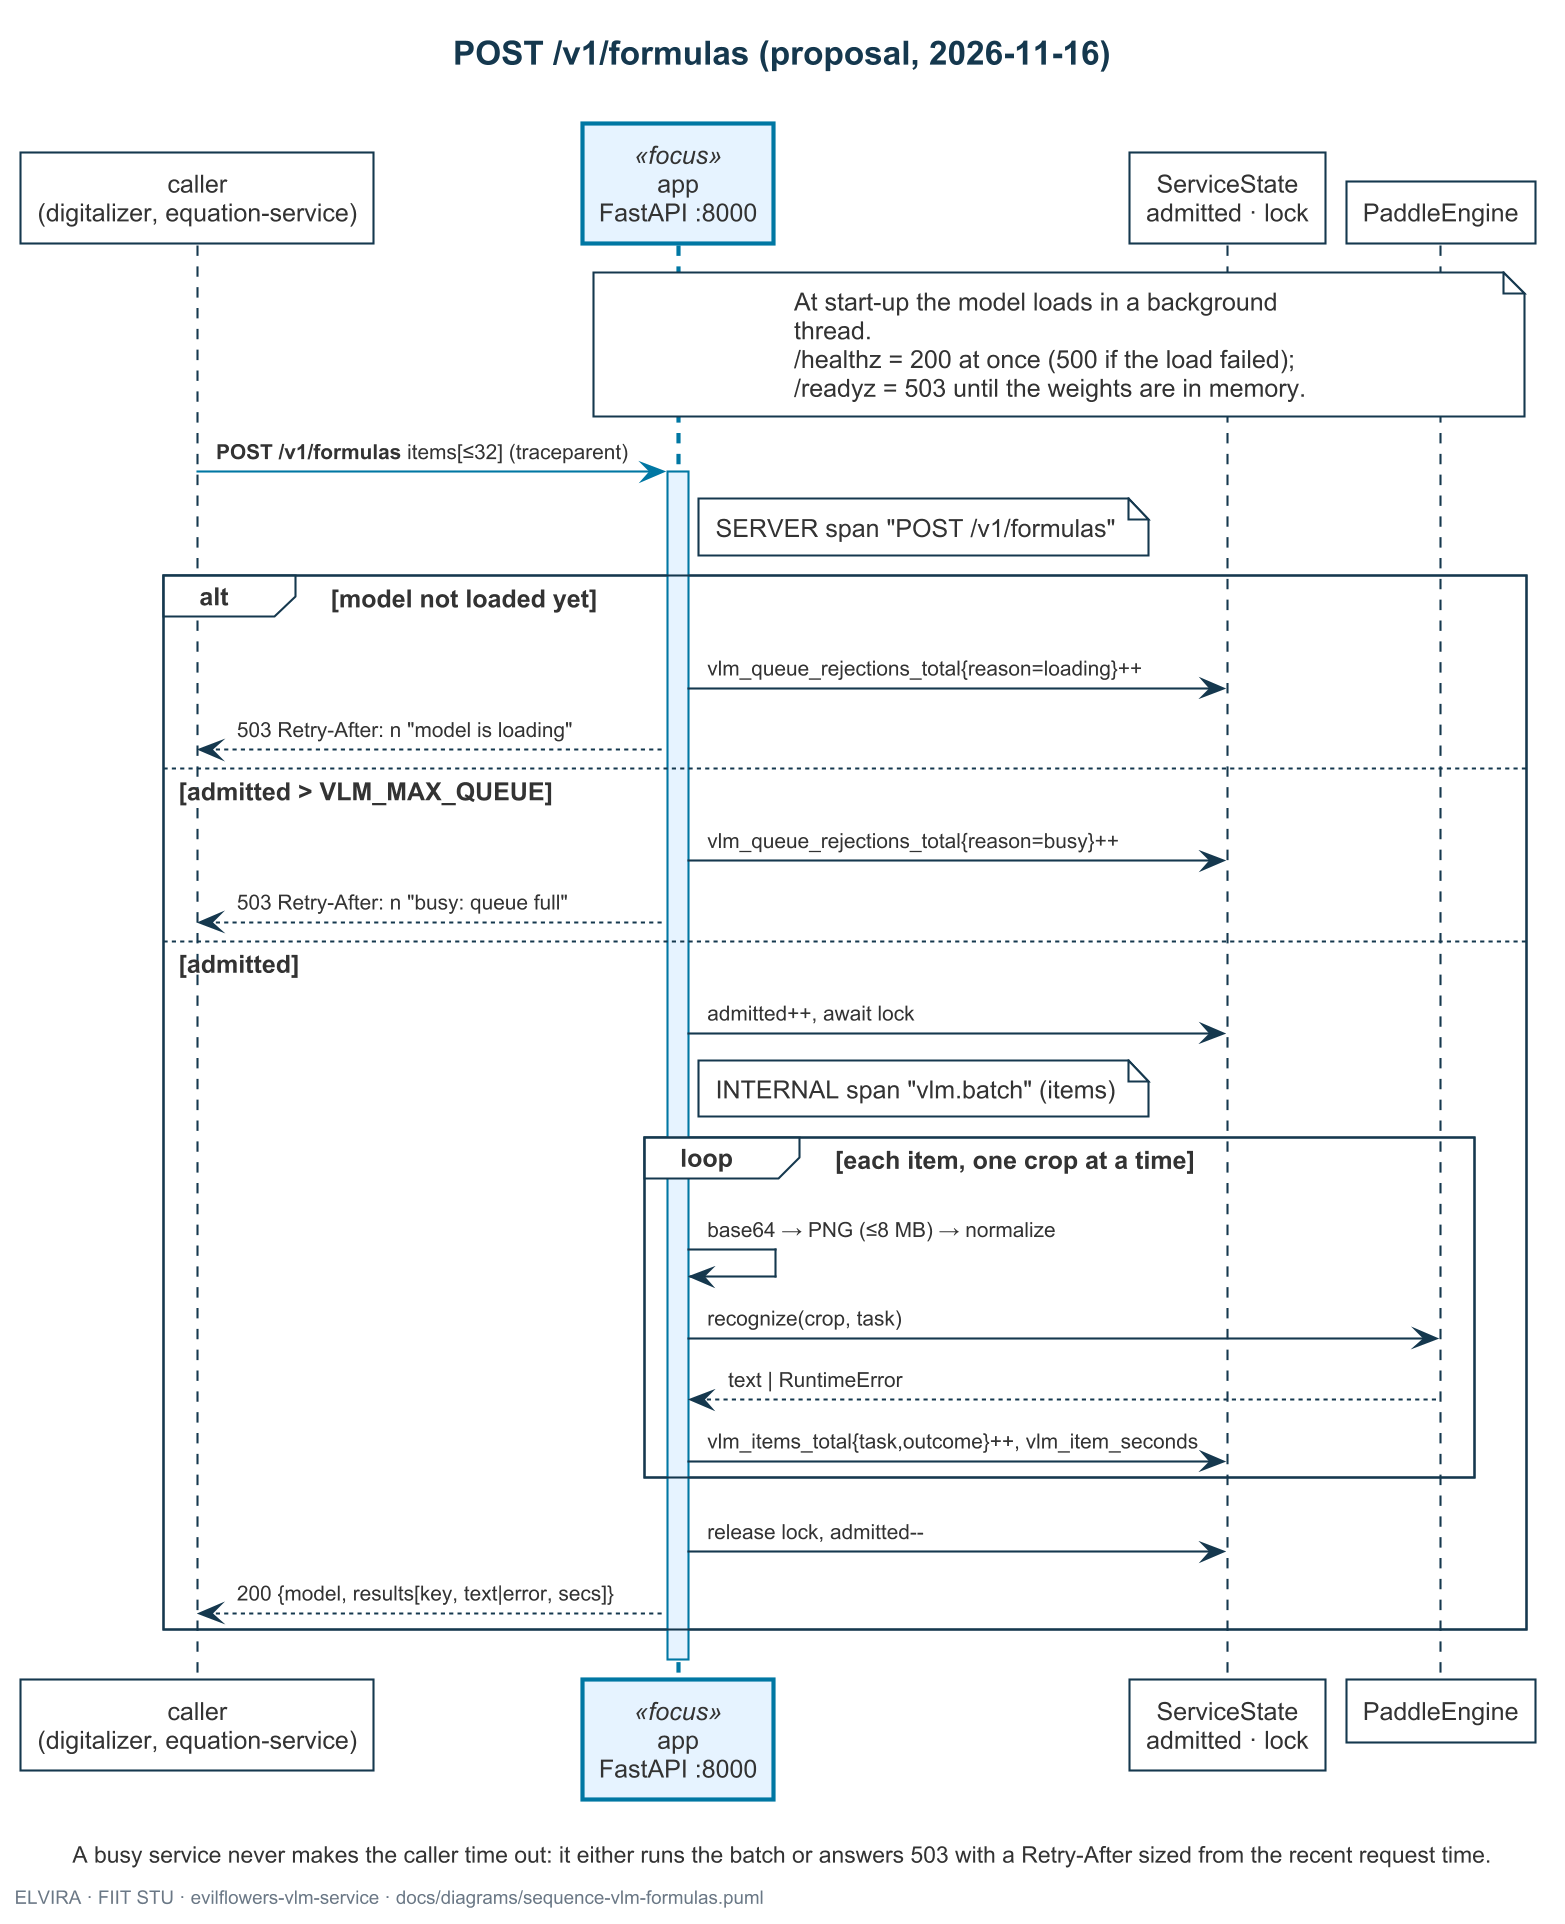 POST /v1/formulas (proposal, 2026-11-16)
caller
(digitalizer, equation-service)
«focus»
app
FastAPI :8000
ServiceState
admitted · lock
PaddleEngine
At start-up the model loads in a background
thread.
/healthz = 200 at once (500 if the load failed);
/readyz = 503 until the weights are in memory.
POST /v1/formulas items[≤32] (traceparent)
SERVER span "POST /v1/formulas"
alt
[model not loaded yet]
vlm_queue_rejections_total{reason=loading}++
503 Retry-After: n "model is loading"
[admitted > VLM_MAX_QUEUE]
vlm_queue_rejections_total{reason=busy}++
503 Retry-After: n "busy: queue full"
[admitted]
admitted++, await lock
INTERNAL span "vlm.batch" (items)
loop
[each item, one crop at a time]
base64 → PNG (≤8 MB) → normalize
recognize(crop, task)
text | RuntimeError
vlm_items_total{task,outcome}++, vlm_item_seconds
release lock, admitted--
200 {model, results[key, text|error, secs]}
caller
(digitalizer, equation-service)
«focus»
app
FastAPI :8000
ServiceState
admitted · lock
PaddleEngine
A busy service never makes the caller time out: it either runs the batch or answers 503 with a Retry-After sized from the recent request time.
ELVIRA · FIIT STU · evilflowers-vlm-service · docs/diagrams/sequence-vlm-formulas.puml